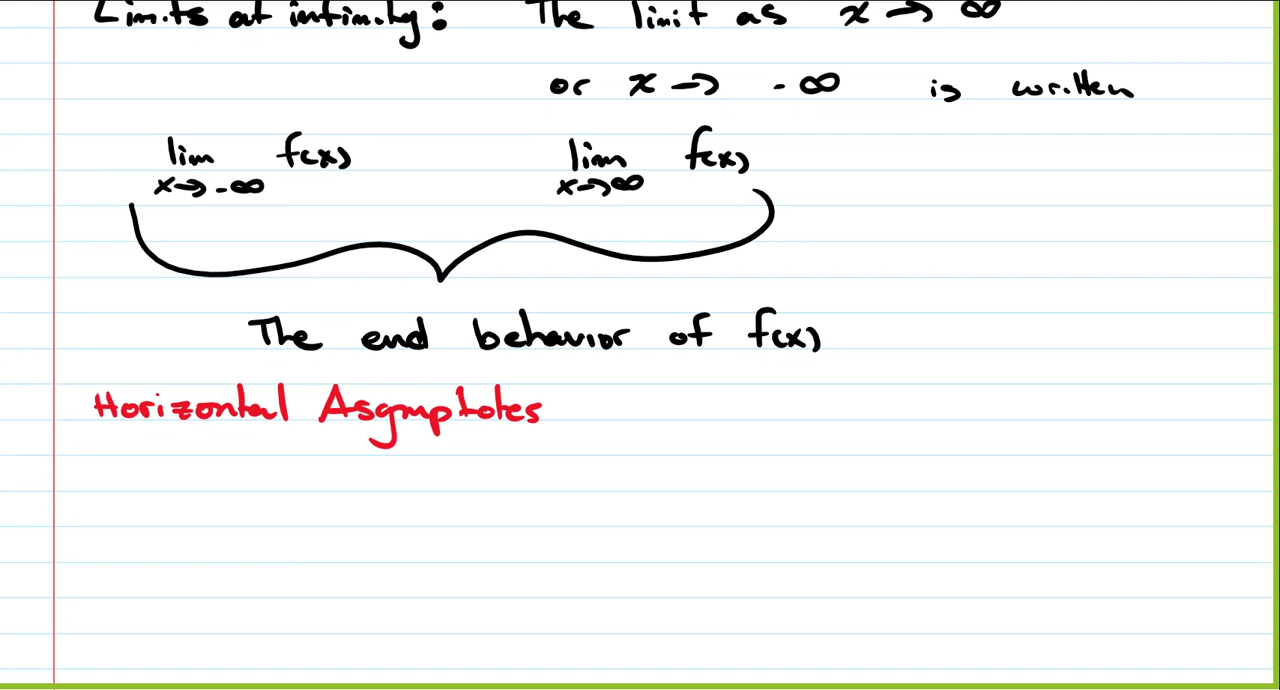 Limits at infinity: The limit as x → ∞
or x → -∞ is written
lim f(x) lim f(x)
x→-∞ x→∞
The end behavior of f(x)
Horizontal Asymptotes